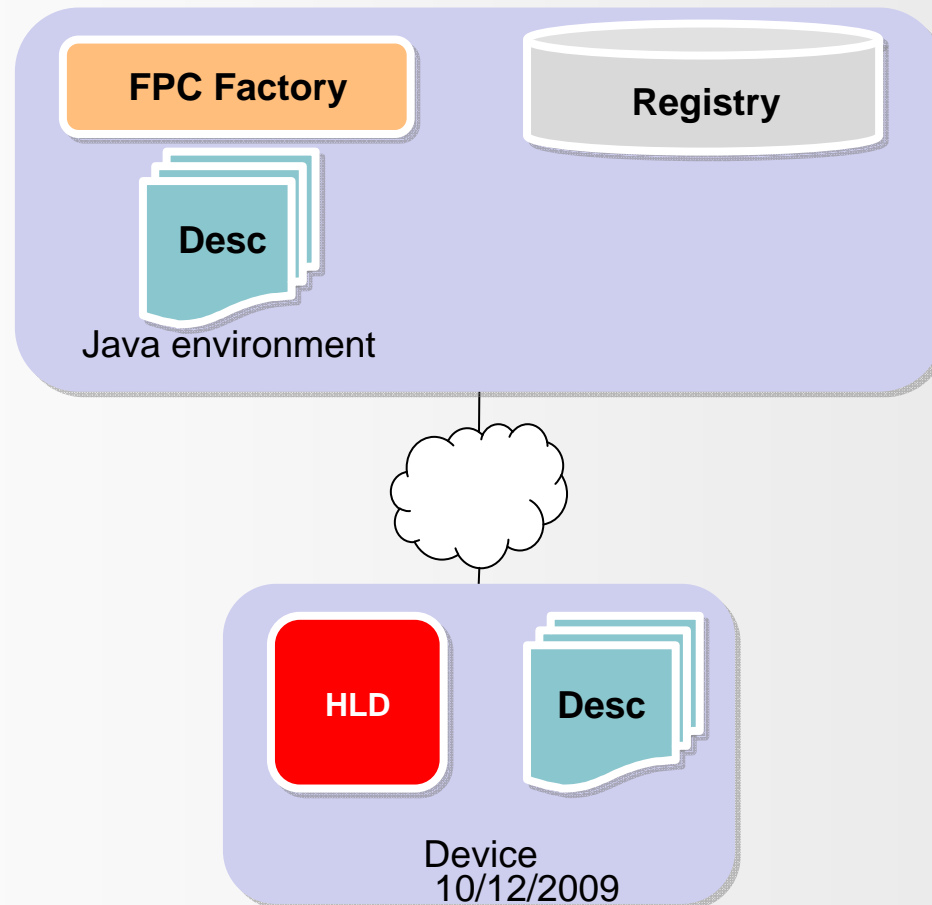 FPC Factory
Registry
Desc
Java environment
HLD
Desc
Device
10/12/2009